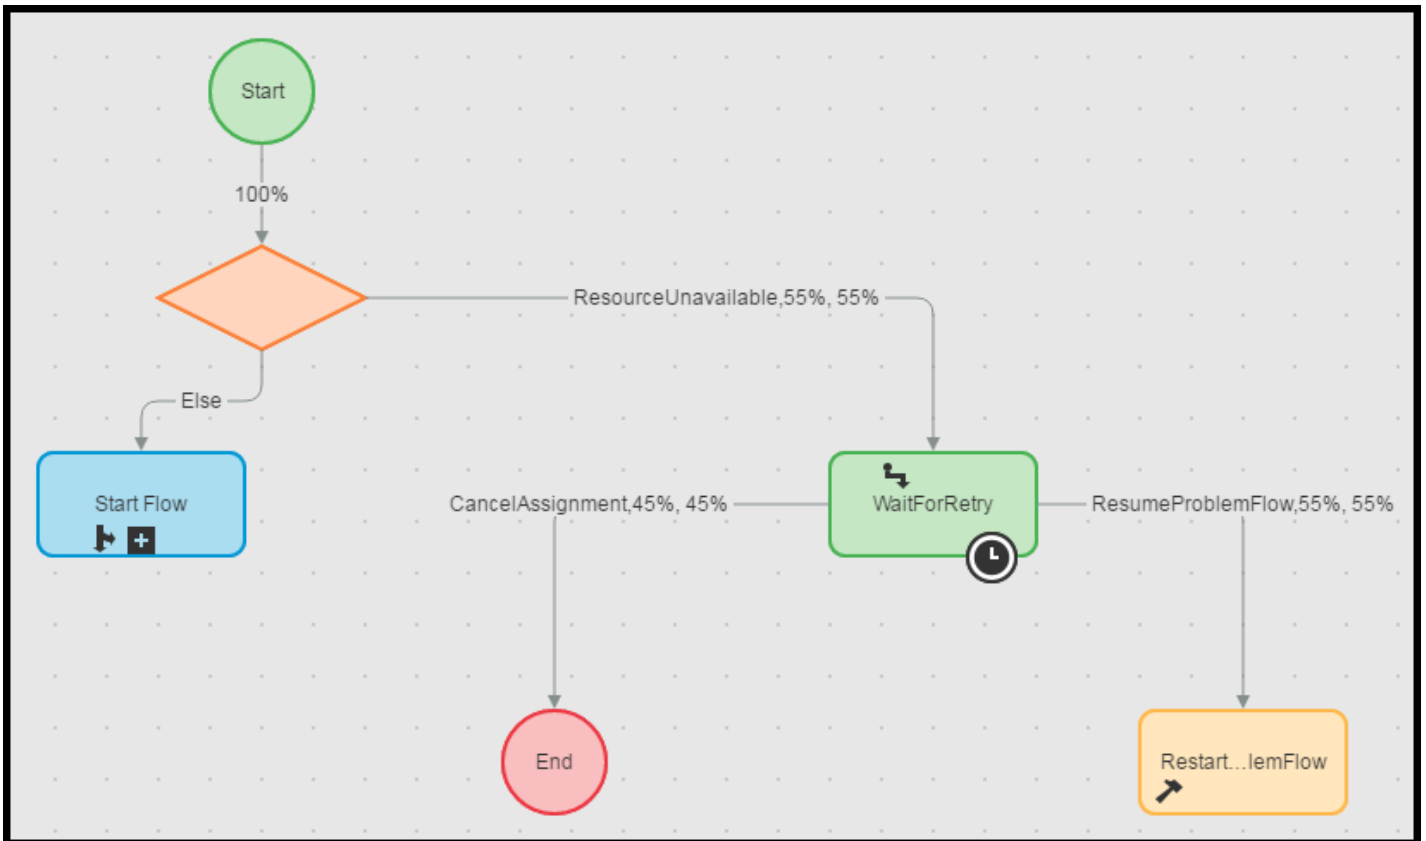 Start
100%
ResourceUnavailable,55%, 55%
Else
Start Flow
CancelAssignment,45%, 45%
WaitForRetry
ResumeProblemFlow,55%, 55%
End
Restart...lemFlow